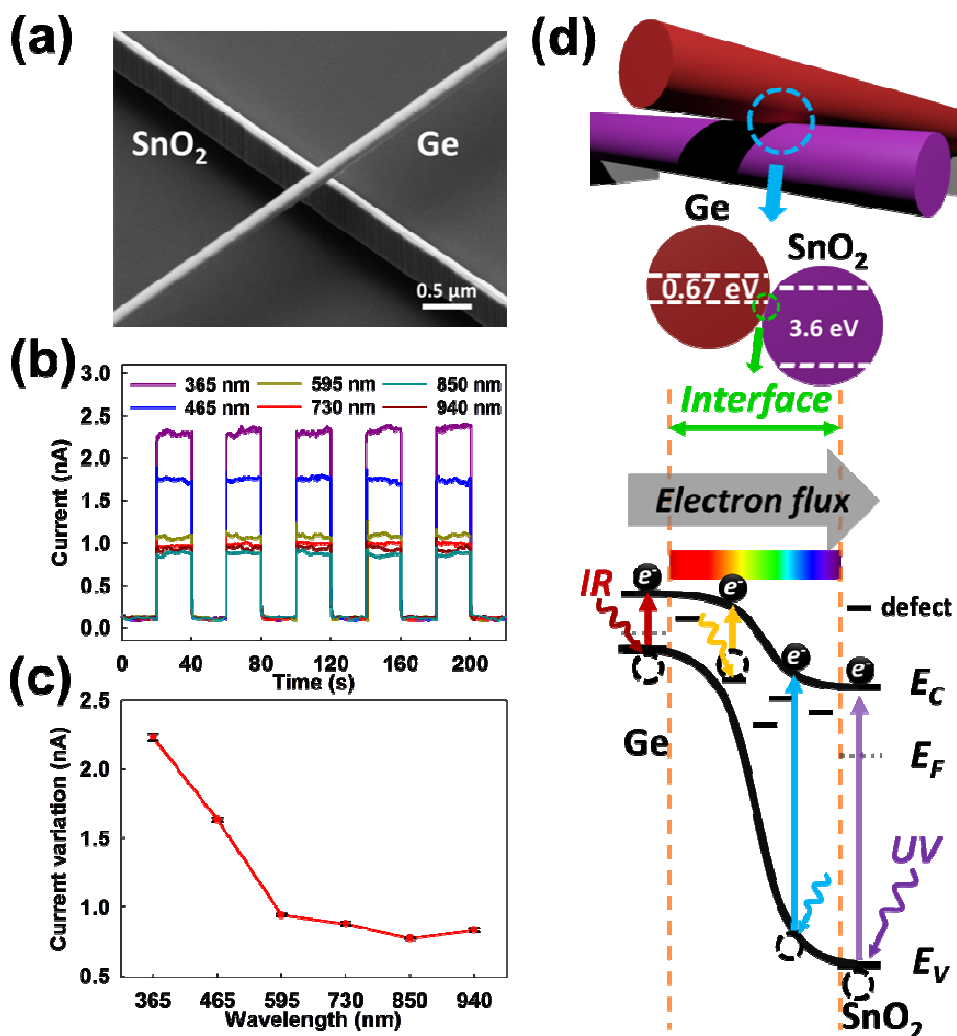 (a)
SnO₂
Ge
0.5 μm
(b)
Current (nA)
3.0
2.5
2.0
1.5
1.0
0.5
0.0
365 nm 595 nm 850 nm
465 nm 730 nm 940 nm
0 40 80 120 160 200
Time (s)
(c)
Current variation (nA)
2.5
2.0
1.5
1.0
0.5
365 465 595 730 850 940
Wavelength (nm)
(d)
Ge
SnO₂
0.67 eV
3.6 eV
Interface
Electron flux
IR
e⁻
e⁻
defect
e⁻
e⁻
E_C
Ge
E_F
UV
E_V
SnO₂